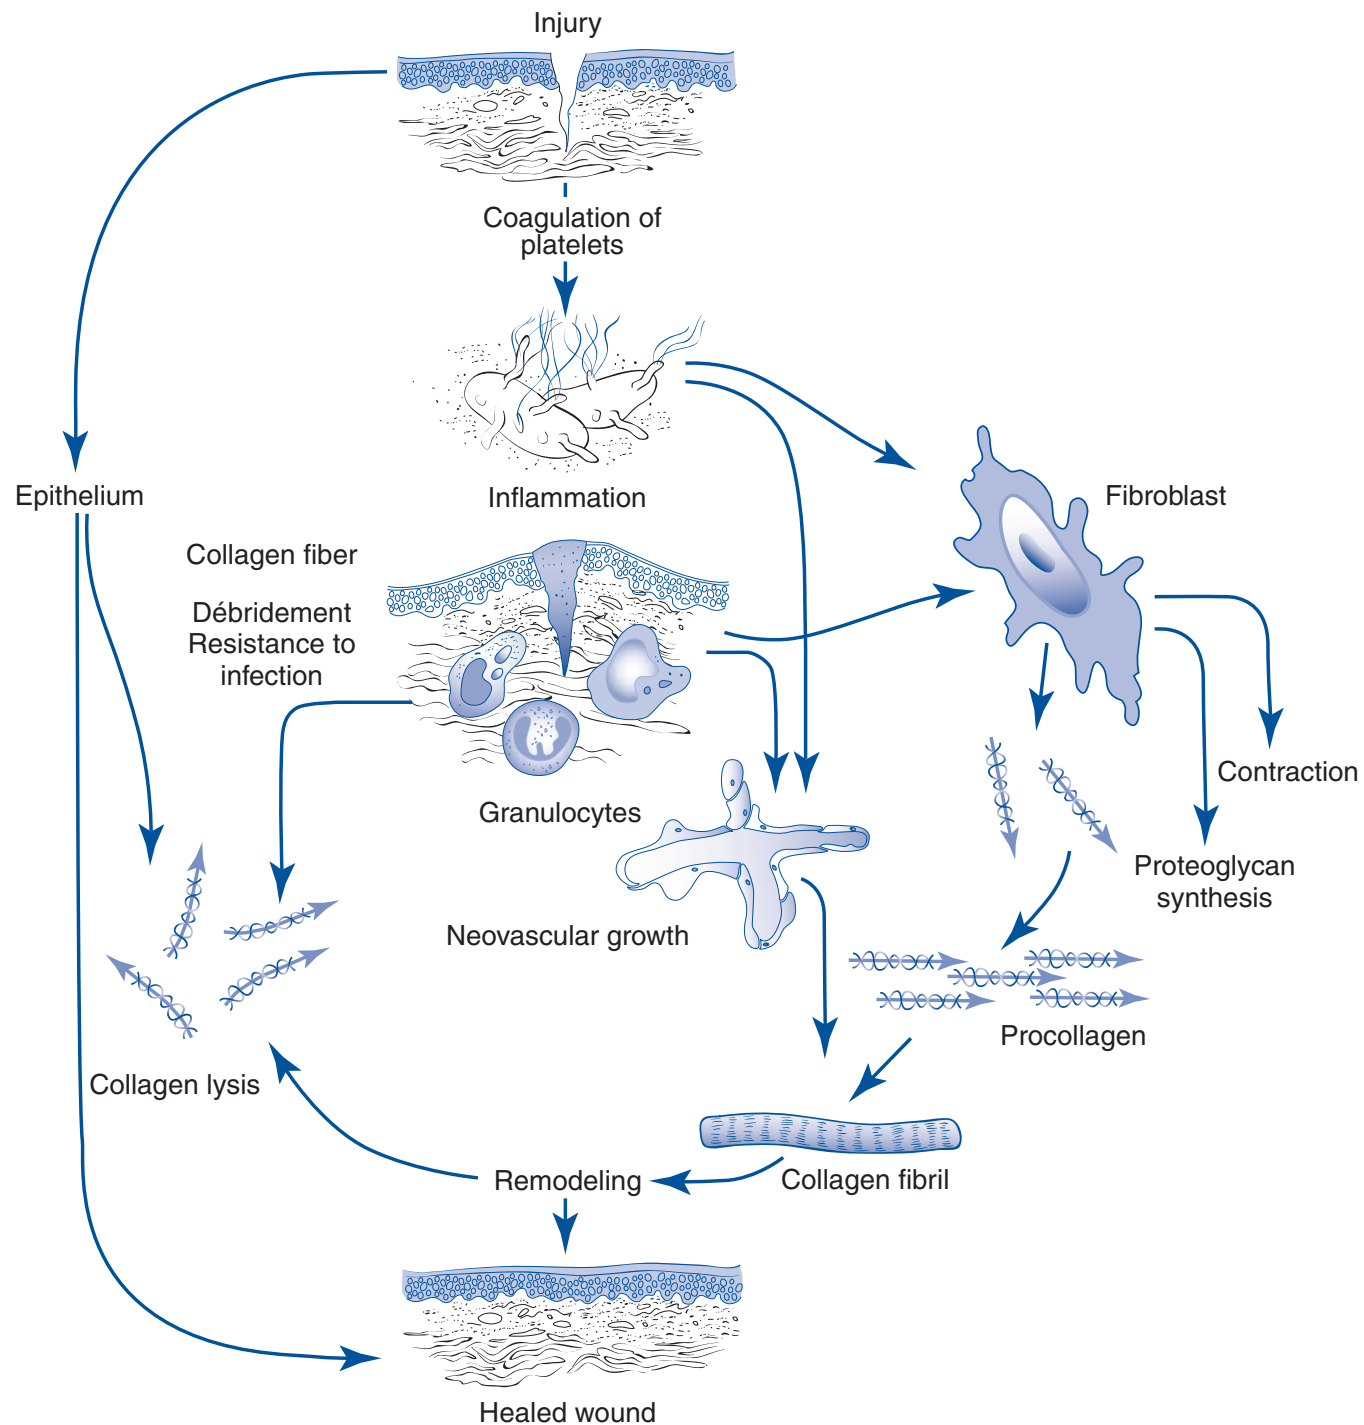 Injury
Coagulation of
platelets
Inflammation
Fibroblast
Epithelium
Collagen fiber
Débridement
Resistance to
infection
Granulocytes
Contraction
Proteoglycan
synthesis
Neovascular growth
Procollagen
Collagen lysis
Remodeling
Collagen fibril
Healed wound